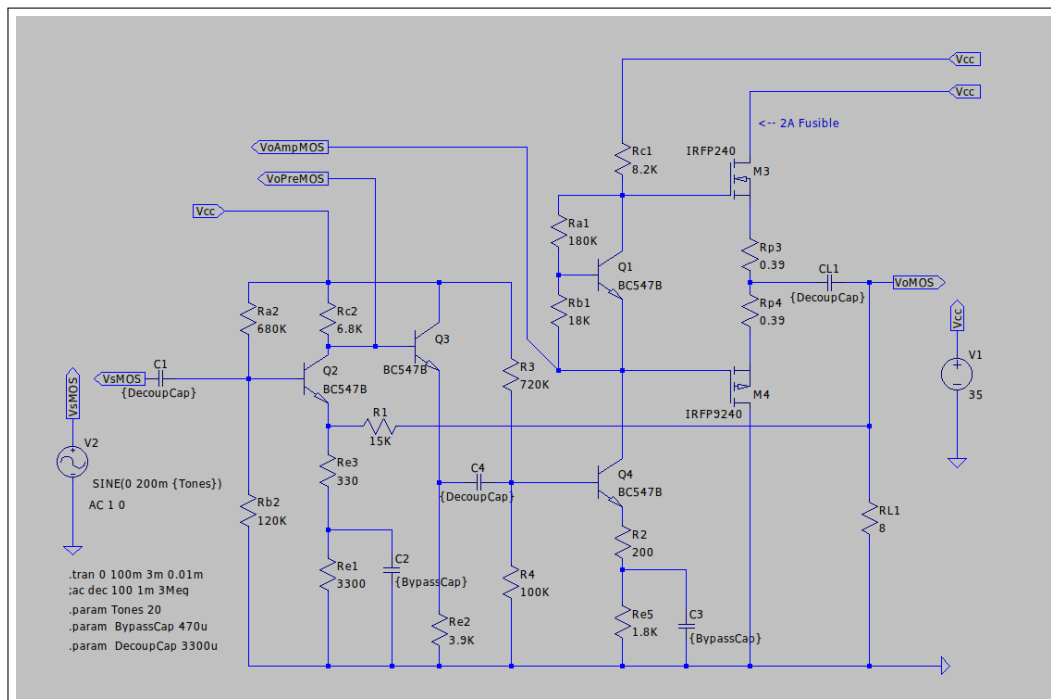 Vcc
Vcc
<-- 2A Fusible
VoAmpMOS
Rc1
8.2K
IRFP240
M3
VoPreMOS
Vcc
Ra1
180K
Rp3
0.39
Q1
BC547B
CL1
{DecoupCap}
VoMOS
Ra2
680K
Rc2
6.8K
Q3
BC547B
Rb1
18K
Rp4
0.39
Vcc
C1
{DecoupCap}
VsMOS
Q2
BC547B
R3
720K
M4
IRFP9240
V1
35
VsMOS
R1
15K
V2
SINE(0 200m {Tones})
AC 1 0
Re3
330
C4
{DecoupCap}
Q4
BC547B
Rb2
120K
R2
200
RL1
8
Re1
3300
C2
{BypassCap}
R4
100K
Re2
3.9K
Re5
1.8K
C3
{BypassCap}
.tran 0 100m 3m 0.01m
;ac dec 100 1m 3Meg
.param Tones 20
.param BypassCap 470u
.param DecoupCap 3300u